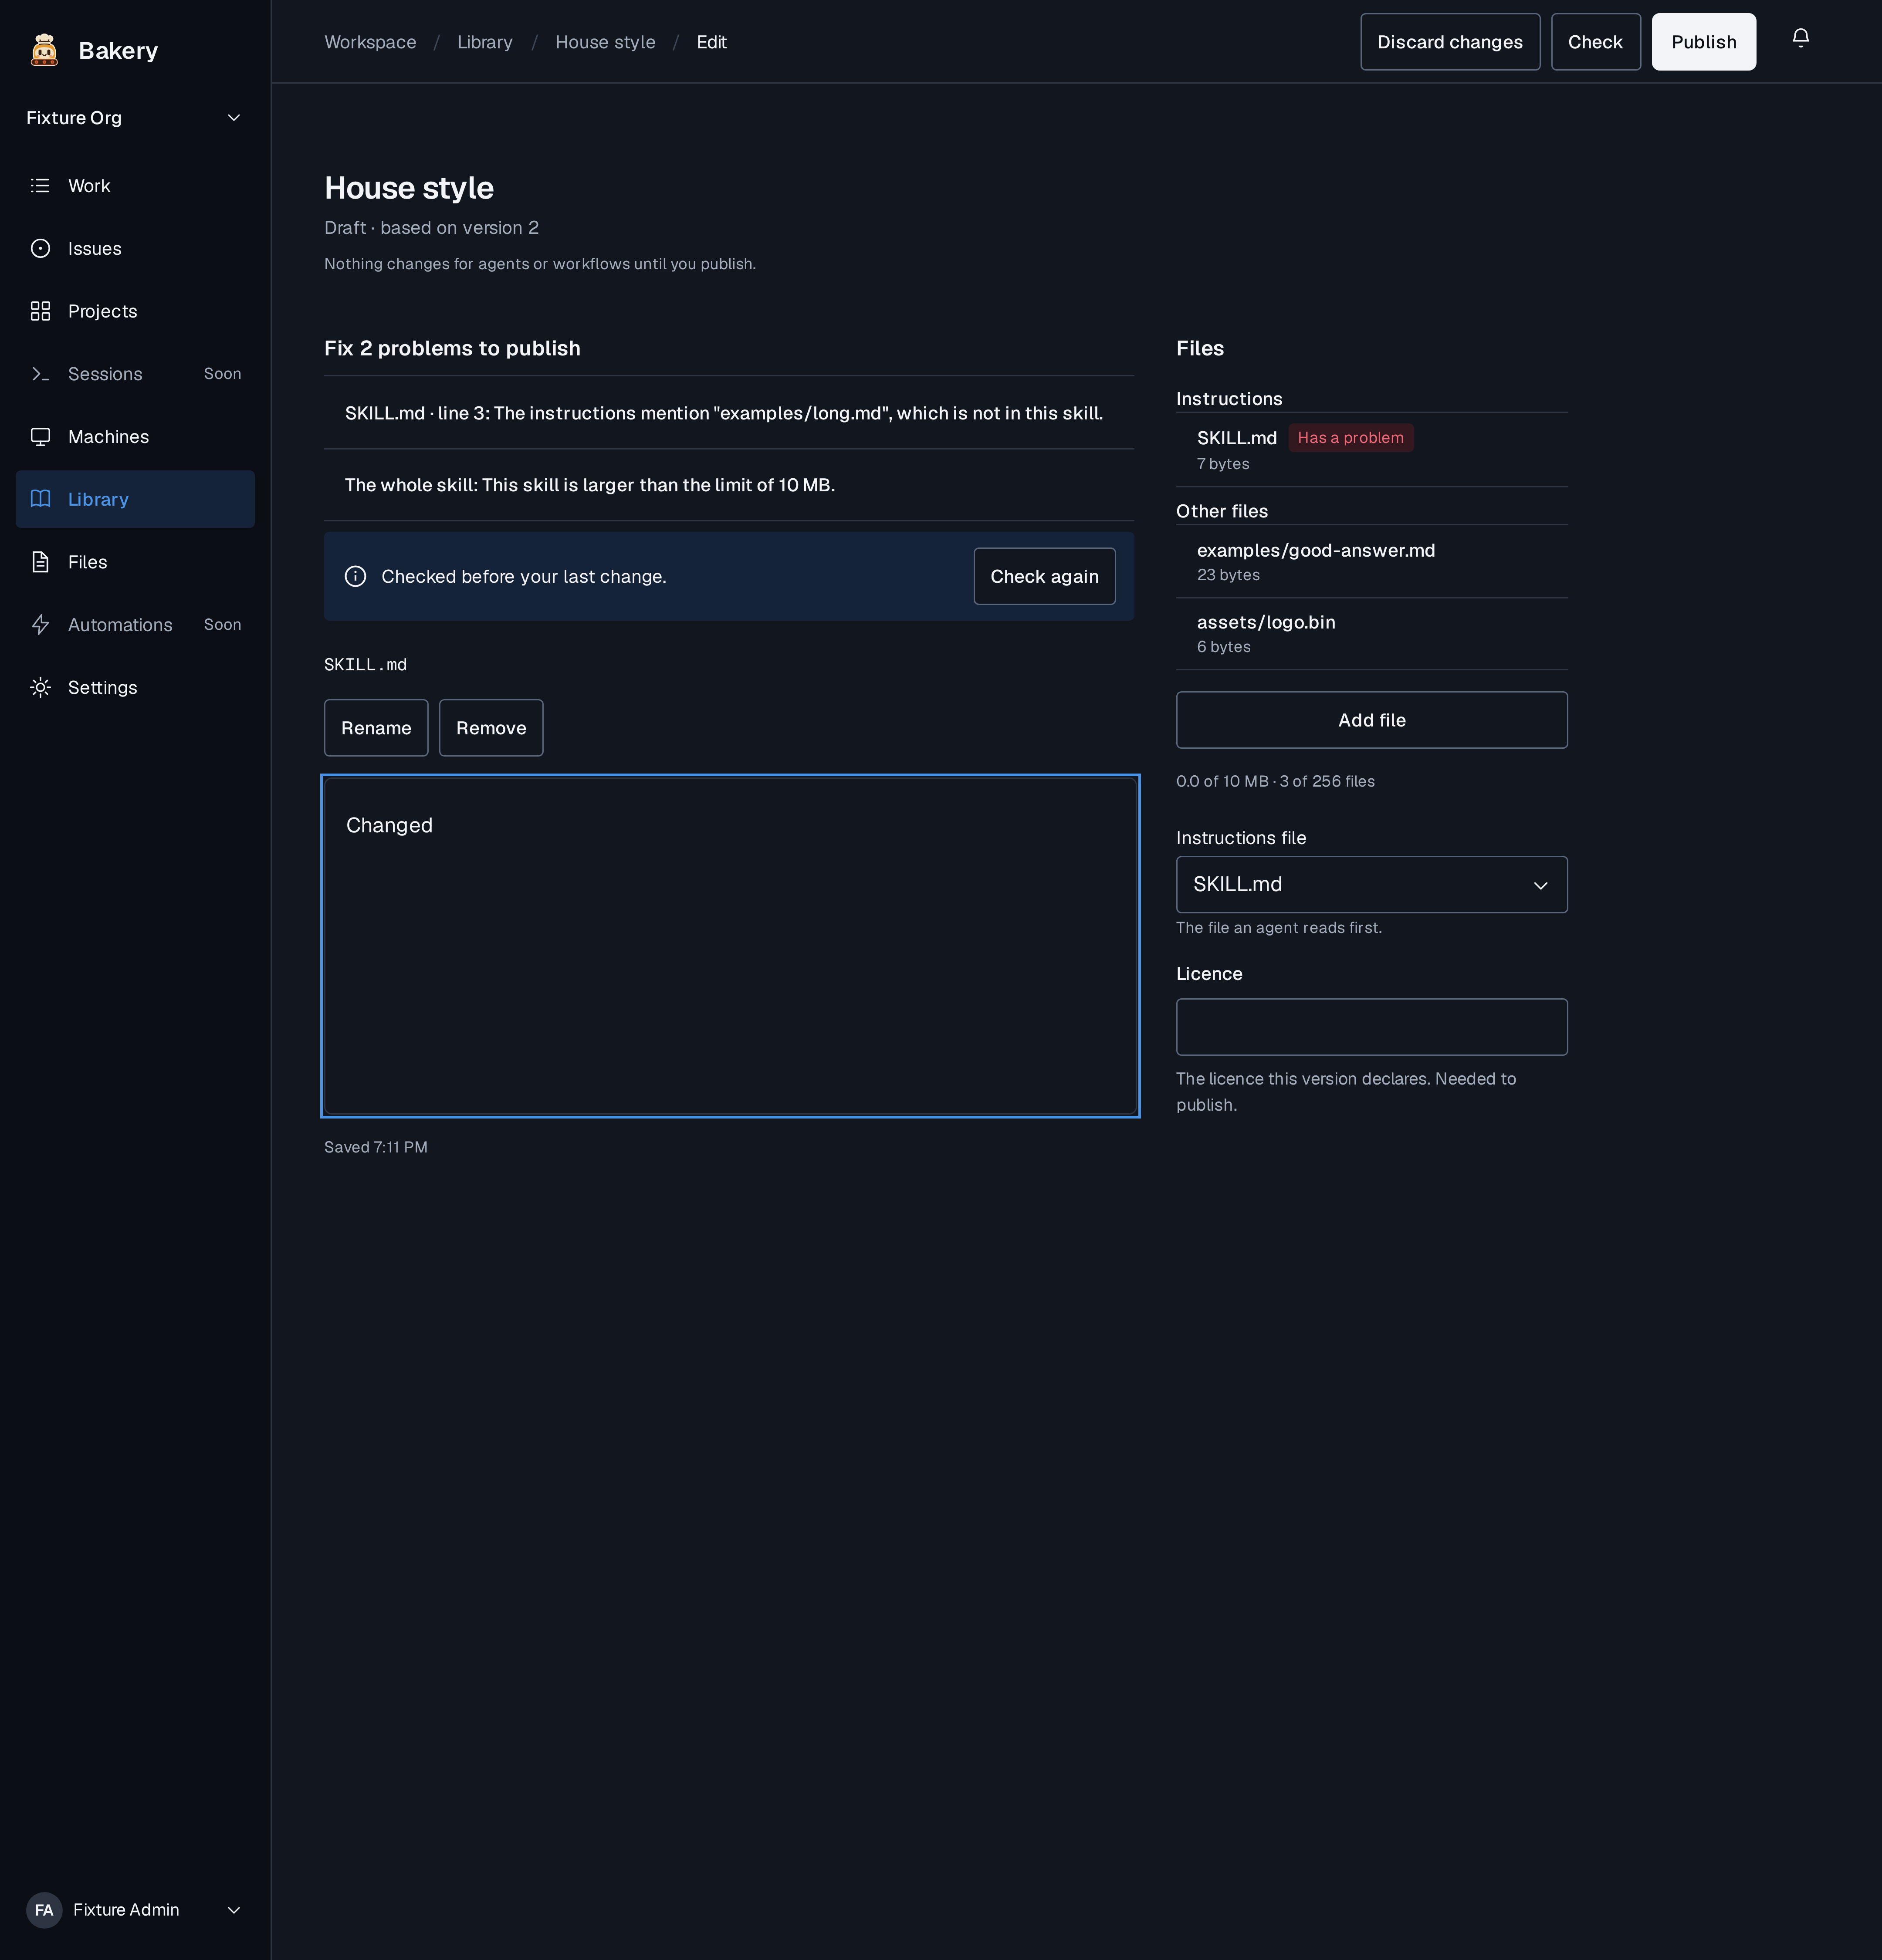 Bakery
Fixture Org
Work
Issues
Projects
Sessions Soon
Machines
Library
Files
Automations Soon
Settings
FA Fixture Admin
Workspace / Library / House style / Edit
Discard changes
Check
Publish
House style
Draft · based on version 2
Nothing changes for agents or workflows until you publish.
Fix 2 problems to publish
SKILL.md · line 3: The instructions mention "examples/long.md", which is not in this skill.
The whole skill: This skill is larger than the limit of 10 MB.
Checked before your last change.
Check again
SKILL.md
Rename
Remove
Changed
Saved 7:11 PM
Files
Instructions
SKILL.md Has a problem
7 bytes
Other files
examples/good-answer.md
23 bytes
assets/logo.bin
6 bytes
Add file
0.0 of 10 MB · 3 of 256 files
Instructions file
SKILL.md
The file an agent reads first.
Licence
The licence this version declares. Needed to
publish.